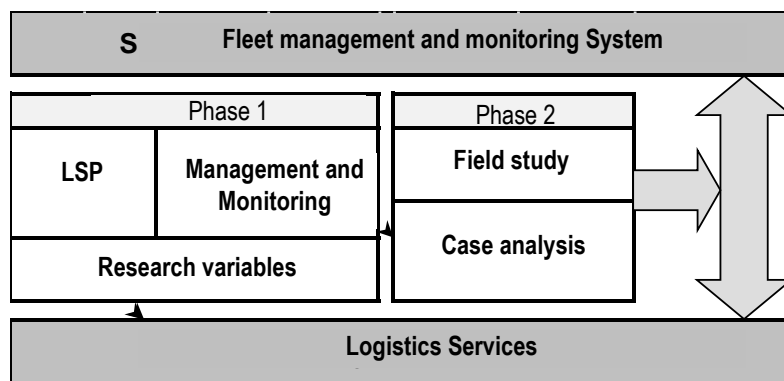 S Fleet management and monitoring System
Phase 1
Phase 2
LSP
Management and
Monitoring
Field study
Case analysis
Research variables
Logistics Services